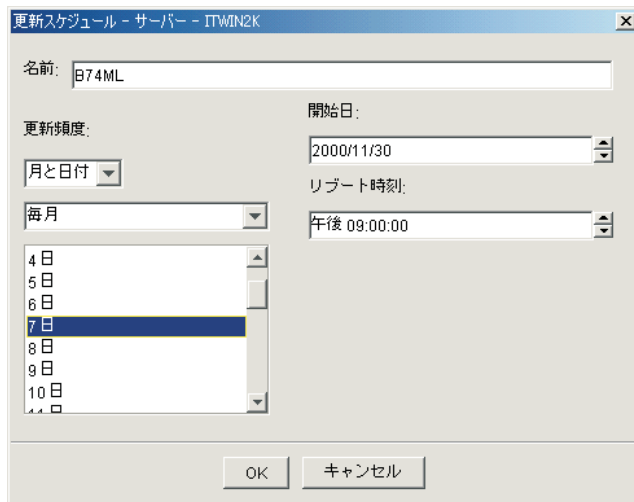 更新スケジュール - サーバー - ITWIN2K
名前: B74ML
更新頻度:
月と日付
毎月
4 日
5 日
6 日
7 日
8 日
9 日
10 日
11 日
開始日:
2000/11/30
リブート時刻:
午後 09:00:00
OK キャンセル